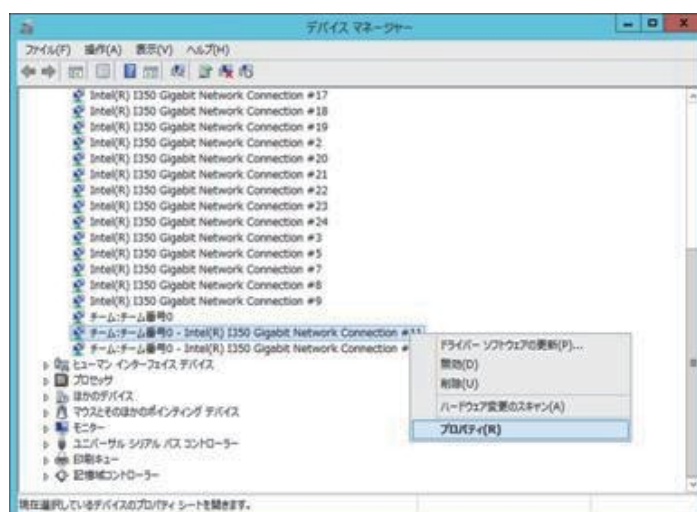 デバイス マネージャー
ファイル(F) 操作(A) 表示(V) ヘルプ(H)
Intel(R) I350 Gigabit Network Connection #17
Intel(R) I350 Gigabit Network Connection #18
Intel(R) I350 Gigabit Network Connection #19
Intel(R) I350 Gigabit Network Connection #2
Intel(R) I350 Gigabit Network Connection #20
Intel(R) I350 Gigabit Network Connection #21
Intel(R) I350 Gigabit Network Connection #22
Intel(R) I350 Gigabit Network Connection #23
Intel(R) I350 Gigabit Network Connection #24
Intel(R) I350 Gigabit Network Connection #3
Intel(R) I350 Gigabit Network Connection #5
Intel(R) I350 Gigabit Network Connection #7
Intel(R) I350 Gigabit Network Connection #8
Intel(R) I350 Gigabit Network Connection #9
チーム:チーム番号0
チーム:チーム番号0 - Intel(R) I350 Gigabit Network Connection #11
チーム:チーム番号0 - Intel(R) I350 Gigabit Network Connection #
ヒューマン インターフェイス デバイス
プロセッサ
ほかのデバイス
マウスとそのほかのポインティング デバイス
モニター
ユニバーサル シリアル バス コントローラー
印刷キュー
記憶域コントローラー
ドライバー ソフトウェアの更新(P)...
無効(D)
削除(U)
ハードウェア変更のスキャン(A)
プロパティ(R)
現在選択しているデバイスのプロパティ シートを開きます。